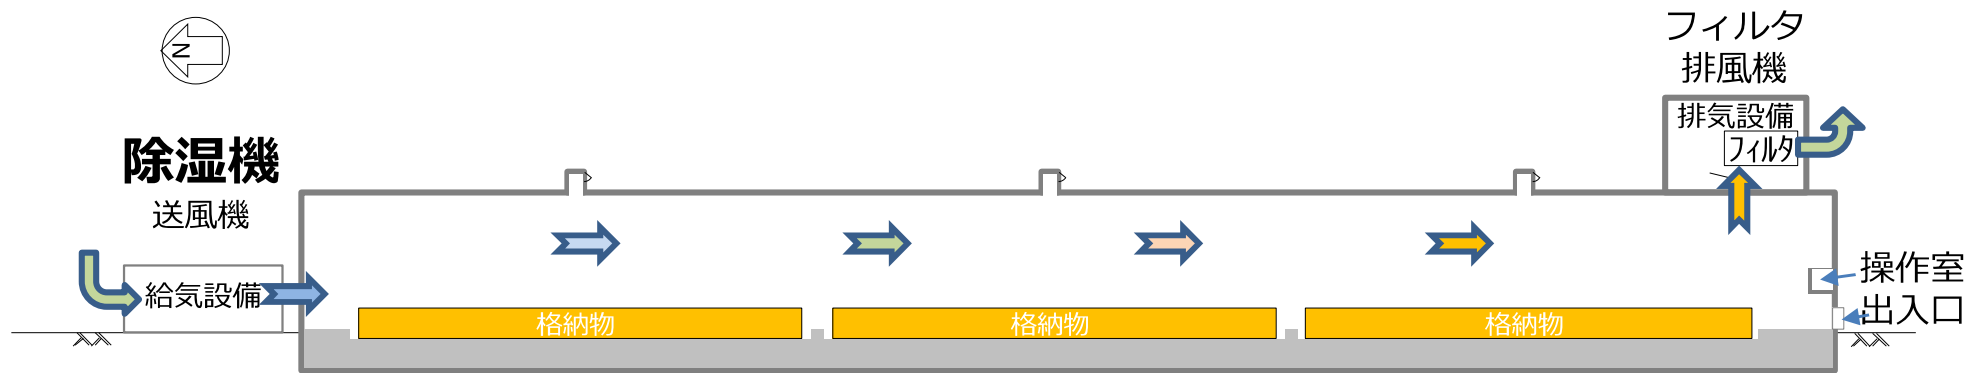 N
フィルタ
排風機
排気設備
フィルタ
除湿機
送風機
給気設備
格納物
格納物
格納物
操作室
出入口